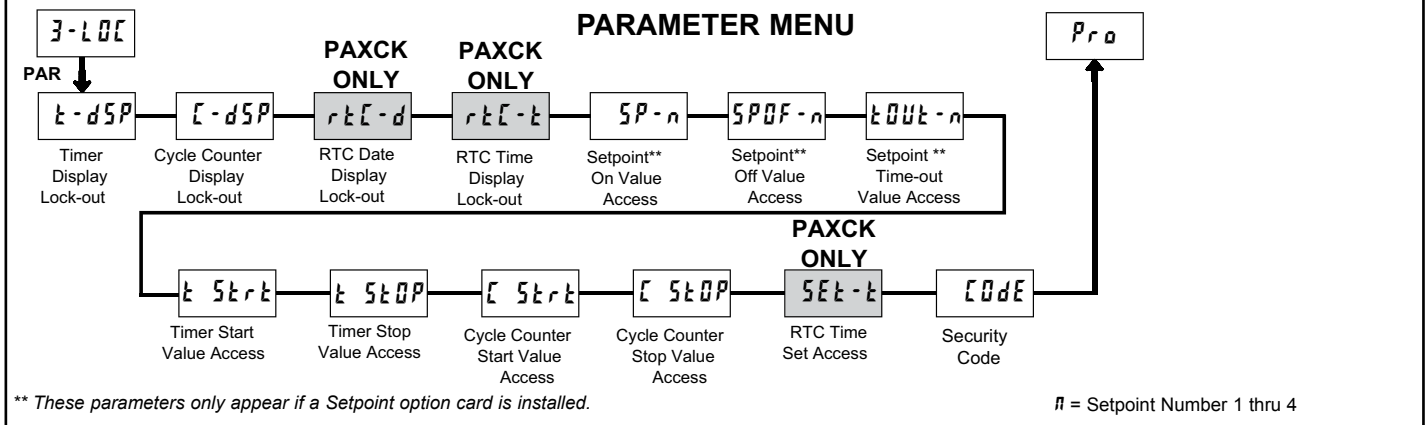 PARAMETER MENU
3-LOC
Pro
PAR
PAXCK
ONLY
PAXCK
ONLY
t-dSP
C-dSP
rtC-d
rtC-t
SP-n
SPOF-n
tOUt-n
Timer
Display
Lock-out
Cycle Counter
Display
Lock-out
RTC Date
Display
Lock-out
RTC Time
Display
Lock-out
Setpoint**
On Value
Access
Setpoint**
Off Value
Access
Setpoint **
Time-out
Value Access
PAXCK
ONLY
t Strt
t StOP
C Strt
C StOP
SEt-t
COdE
Timer Start
Value Access
Timer Stop
Value Access
Cycle Counter
Start Value
Access
Cycle Counter
Stop Value
Access
RTC Time
Set Access
Security
Code
** These parameters only appear if a Setpoint option card is installed.
n = Setpoint Number 1 thru 4